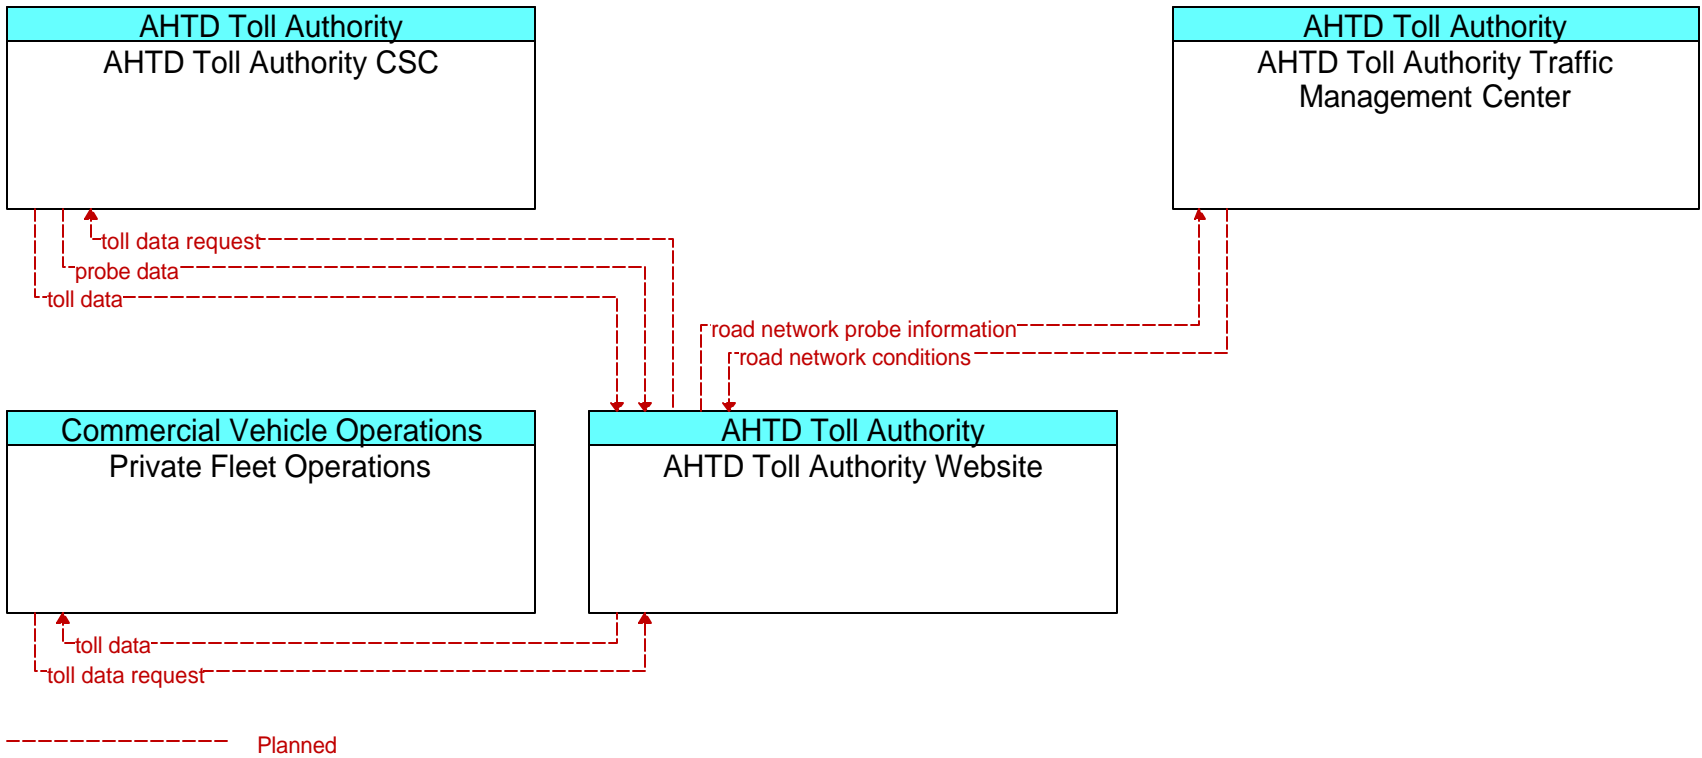 AHTD Toll Authority
AHTD Toll Authority CSC
AHTD Toll Authority
AHTD Toll Authority Traffic
Management Center
toll data request
probe data
toll data
road network probe information
road network conditions
Commercial Vehicle Operations
Private Fleet Operations
AHTD Toll Authority
AHTD Toll Authority Website
toll data
toll data request
Planned